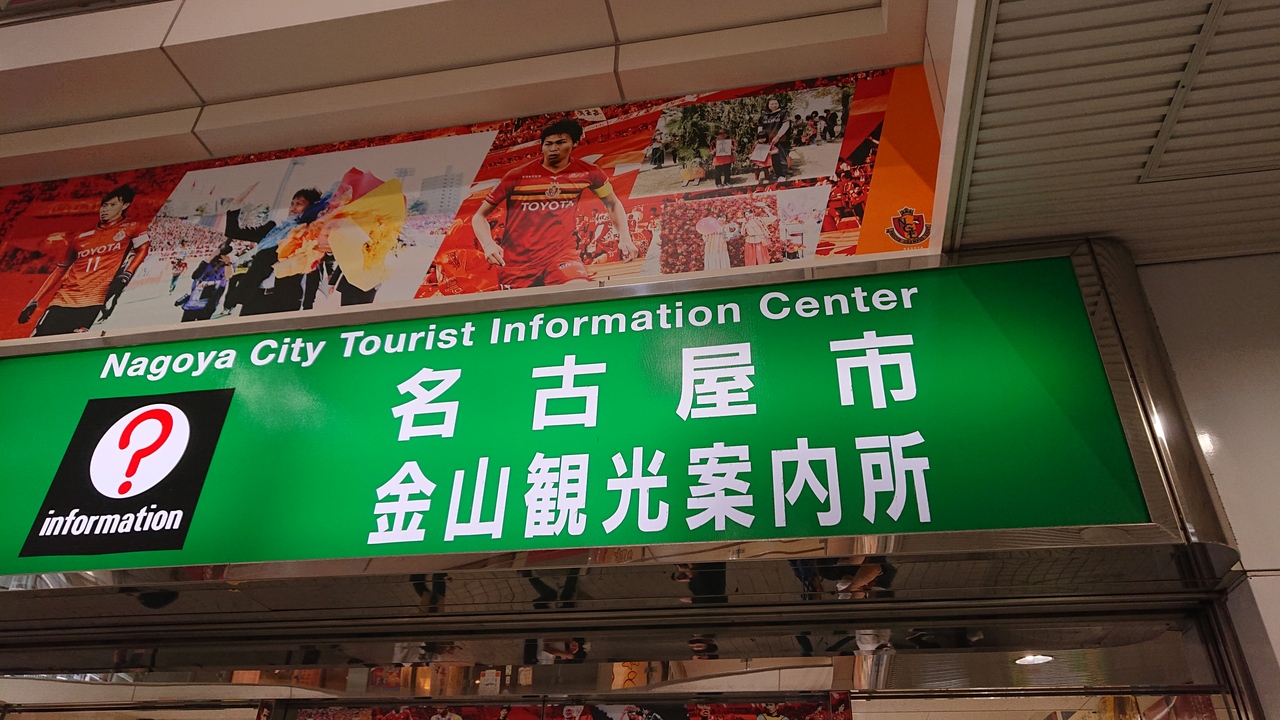 TOYOTA
11
TOYOTA
Nagoya City Tourist Information Center
名古屋市
金山観光案内所
?
information